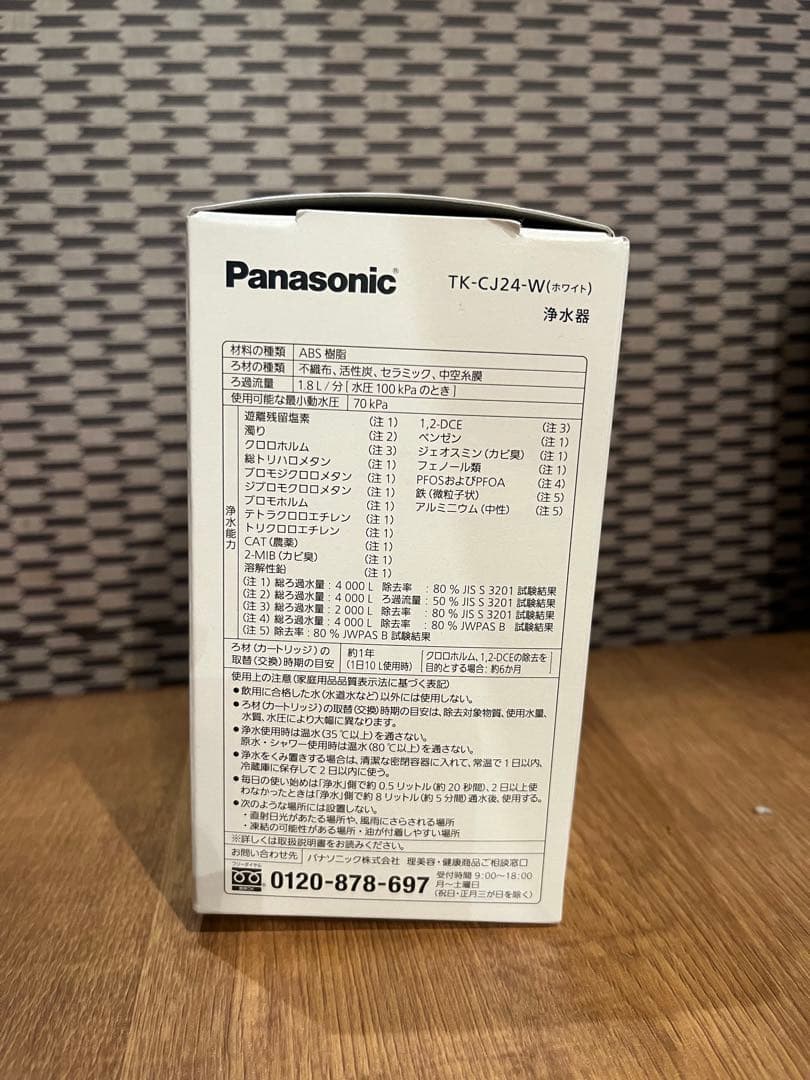 Panasonic®
TK-CJ24-W(ホワイト)
浄水器
材料の種類 ABS 樹脂
ろ材の種類 不織布、活性炭、セラミック、中空糸膜
ろ過流量 1.8 L / 分 [ 水圧 100 kPa のとき ]
使用可能な最小動水圧 70 kPa
浄水能力
遊離残留塩素 (注 1)
濁り (注 2)
クロロホルム (注 3)
総トリハロメタン (注 1)
ブロモジクロロメタン (注 1)
ジブロモクロロメタン (注 1)
ブロモホルム (注 1)
テトラクロロエチレン (注 1)
トリクロロエチレン (注 1)
CAT (農薬) (注 1)
2-MIB (カビ臭) (注 1)
溶解性鉛 (注 1)
1,2-DCE (注 3)
ベンゼン (注 1)
ジェオスミン (カビ臭) (注 1)
フェノール類 (注 1)
PFOSおよびPFOA (注 4)
鉄 (微粒子状) (注 5)
アルミニウム (中性) (注 5)
(注 1) 総ろ過水量 : 4 000 L 除去率 : 80 % JIS S 3201 試験結果
(注 2) 総ろ過水量 : 4 000 L ろ過流量 : 50 % JIS S 3201 試験結果
(注 3) 総ろ過水量 : 2 000 L 除去率 : 80 % JIS S 3201 試験結果
(注 4) 総ろ過水量 : 4 000 L 除去率 : 80 % JWPAS B 試験結果
(注 5) 除去率 : 80 % JWPAS B 試験結果
ろ材 (カートリッジ) の
取替 (交換) 時期の目安
約1年
(1日10 L使用時)
クロロホルム, 1,2-DCEの除去を
目的とする場合: 約6か月
使用上の注意 (家庭用品品質表示法に基づく表記)
●飲用に合格した水 (水道水など) 以外には使用しない。
●ろ材 (カートリッジ) の取替 (交換) 時期の目安は、除去対象物質、使用水量、
水質、水圧により大幅に異なります。
●浄水使用時は温水 (35 ℃以上) を通さない。
原水・シャワー使用時は温水 (80 ℃以上) を通さない。
●浄水をくみ置きする場合は、清潔な密閉容器に入れて、常温で 1 日以内、
冷蔵庫に保存して 2 日以内に使う。
●毎日の使い始めは「浄水」側で約 0.5 リットル (約 20 秒間)、2 日以上使
わなかったときは「浄水」側で約 8 リットル (約 5 分間) 通水後、使用する。
●次のような場所には設置しない。
・直射日光があたる場所や、風雨にさらされる場所
・凍結の可能性がある場所・油が付着しやすい場所
※詳しくは取扱説明書をお読みください。
お問い合わせ先 パナソニック株式会社 理美容・健康商品ご相談窓口
フリーダイヤル
0120-878-697
受付時間 9:00～18:00
月～土曜日
(祝日・正月三が日を除く)